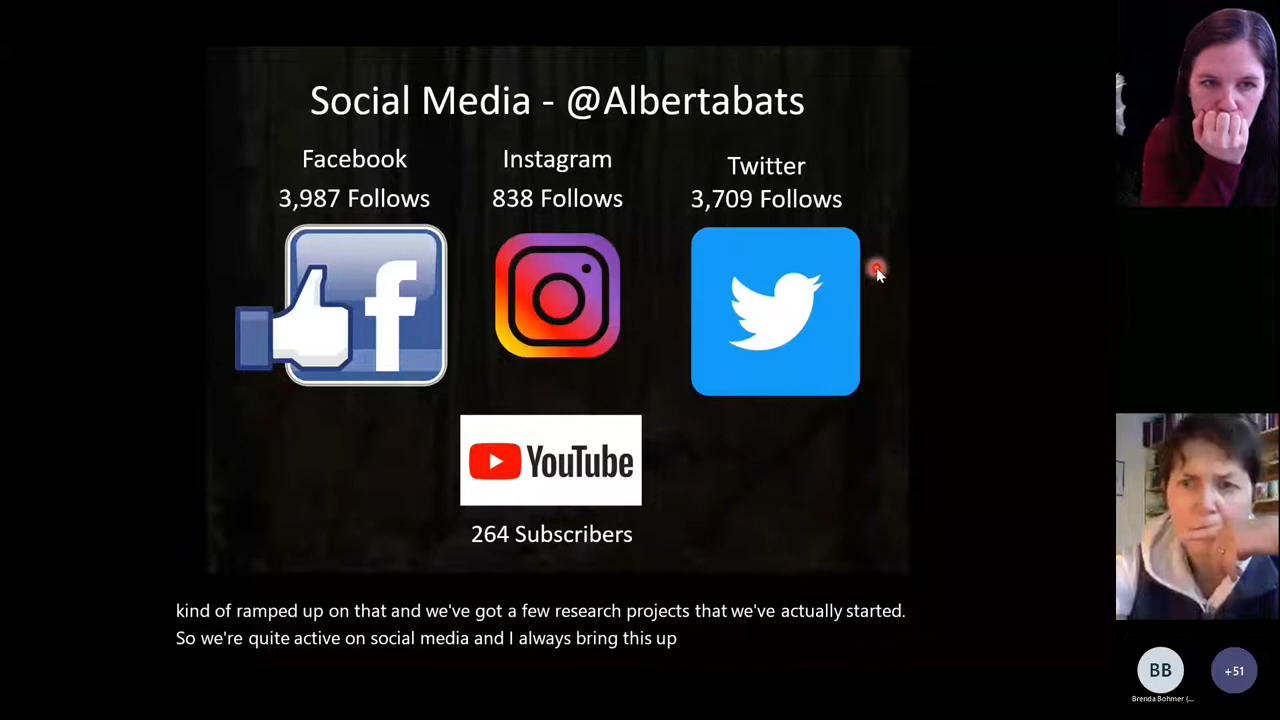 Social Media - @Albertabats
Facebook
3,987 Follows
Instagram
838 Follows
Twitter
3,709 Follows
f
YouTube
264 Subscribers
kind of ramped up on that and we've got a few research projects that we've actually started.
So we're quite active on social media and I always bring this up
BB
Brenda Bohmer (...
+51